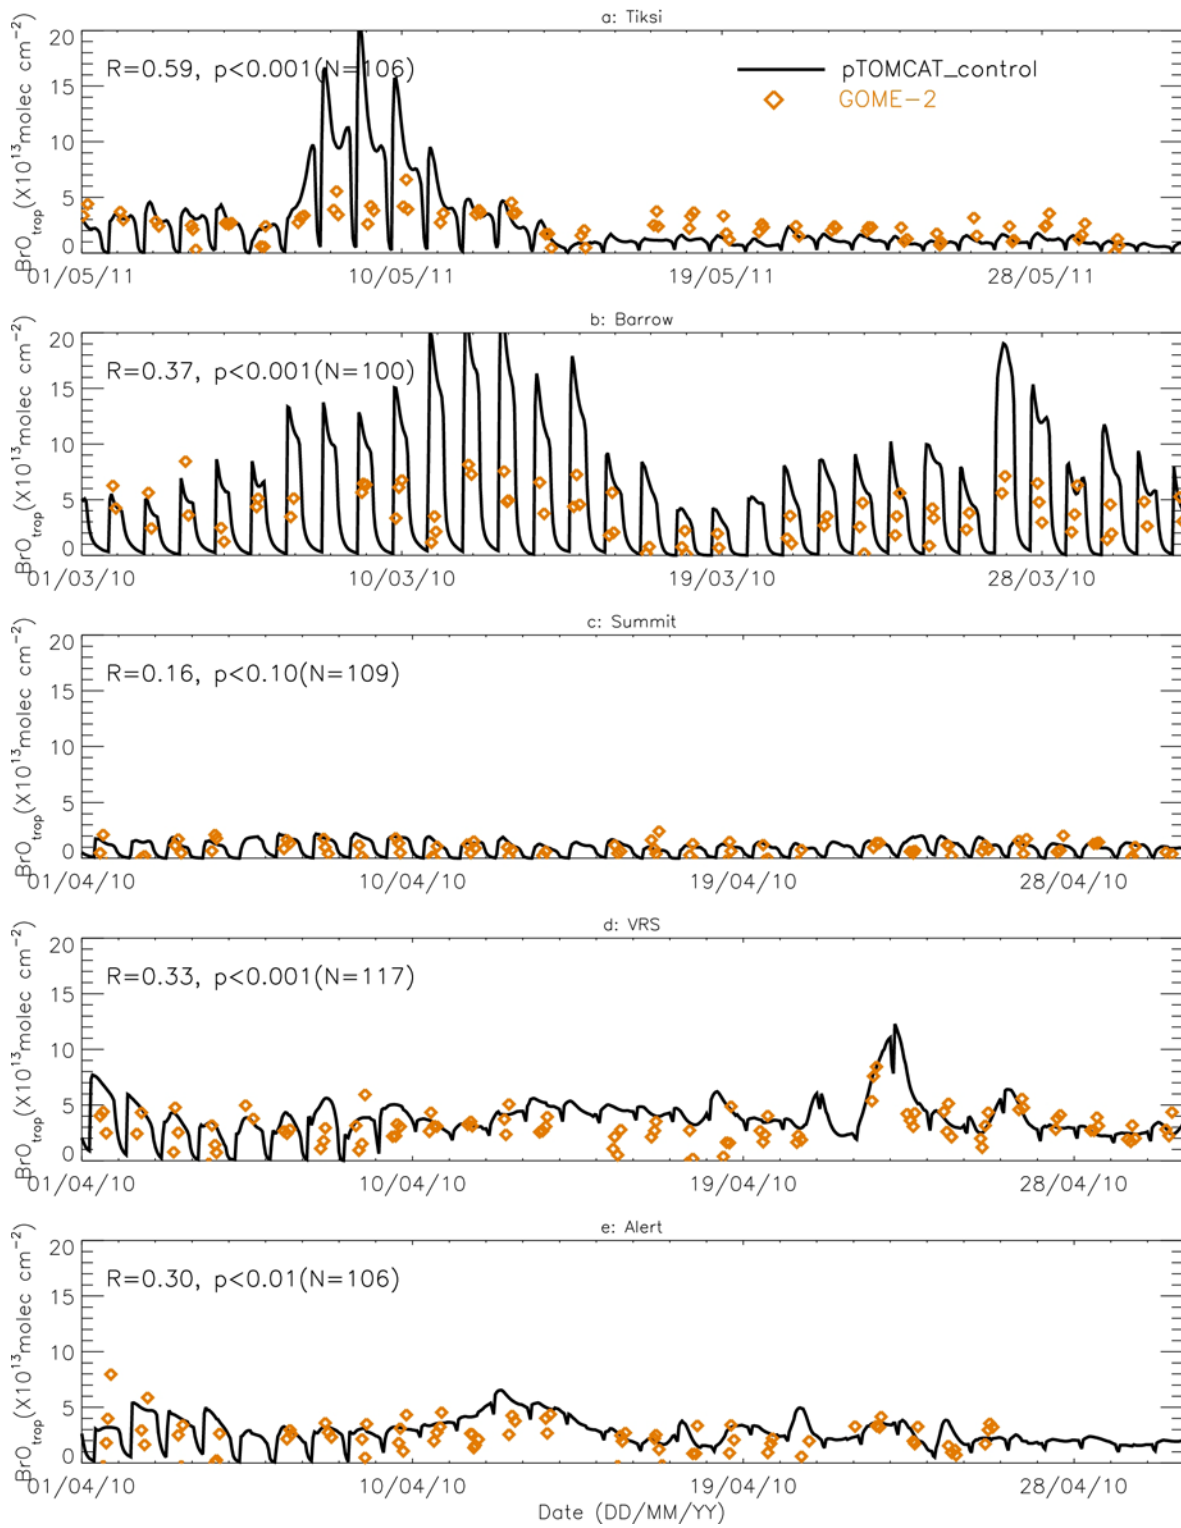 a: Tiksi
BrO_trop(X10^13molec cm^-2)
20
15
10
5
0
R=0.59, p<0.001(N=106)
pTOMCAT_control
GOME-2
01/05/11
10/05/11
19/05/11
28/05/11
b: Barrow
BrO_trop(X10^13molec cm^-2)
20
15
10
5
0
R=0.37, p<0.001(N=100)
01/03/10
10/03/10
19/03/10
28/03/10
c: Summit
BrO_trop(X10^13molec cm^-2)
20
15
10
5
0
R=0.16, p<0.10(N=109)
01/04/10
10/04/10
19/04/10
28/04/10
d: VRS
BrO_trop(X10^13molec cm^-2)
20
15
10
5
0
R=0.33, p<0.001(N=117)
01/04/10
10/04/10
19/04/10
28/04/10
e: Alert
BrO_trop(X10^13molec cm^-2)
20
15
10
5
0
R=0.30, p<0.01(N=106)
01/04/10
10/04/10
19/04/10
28/04/10
Date (DD/MM/YY)